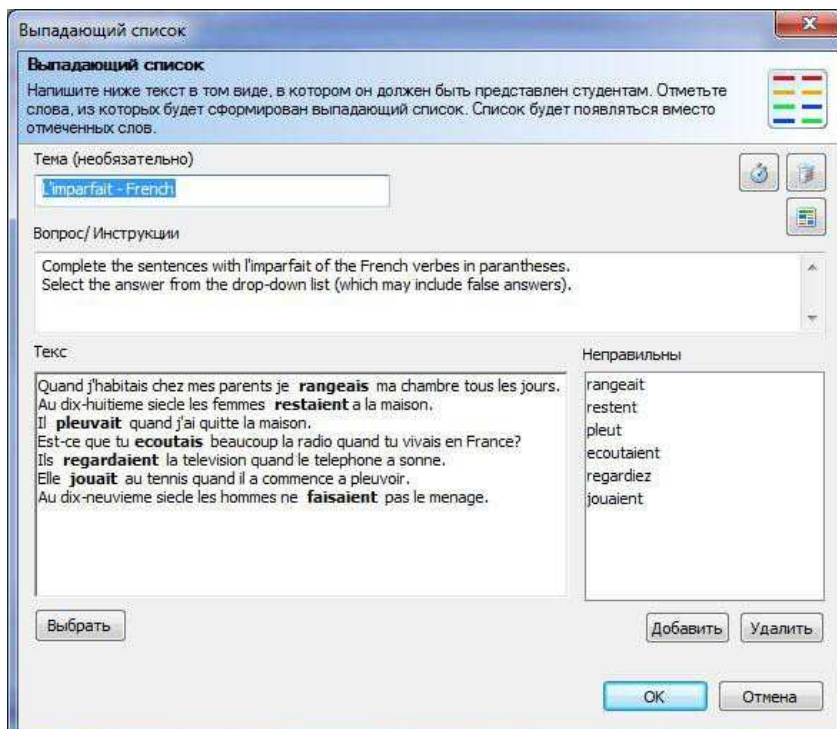 Выпадающий список
Выпадающий список
Напишите ниже текст в том виде, в котором он должен быть представлен студентам. Отметьте
слова, из которых будет сформирован выпадающий список. Список будет появляться вместо
отмеченных слов.
Тема (необязательно)
L'imparfait - French
Вопрос/Инструкции
Complete the sentences with l'imparfait of the French verbes in parantheses.
Select the answer from the drop-down list (which may include false answers).
Текс
Quand j'habitais chez mes parents je rangeais ma chambre tous les jours.
Au dix-huitieme siecle les femmes restaient a la maison.
Il pleuvait quand j'ai quitte la maison.
Est-ce que tu ecoutais beaucoup la radio quand tu vivais en France?
Ils regardaient la television quand le telephone a sonne.
Elle jouait au tennis quand il a commence a pleuvoir.
Au dix-neuvieme siecle les hommes ne faisaient pas le menage.
Неправильны
rangeait
restent
pleut
ecoutaient
regardiez
jouaient
Выбрать
Добавить
Удалить
OK
Отмена